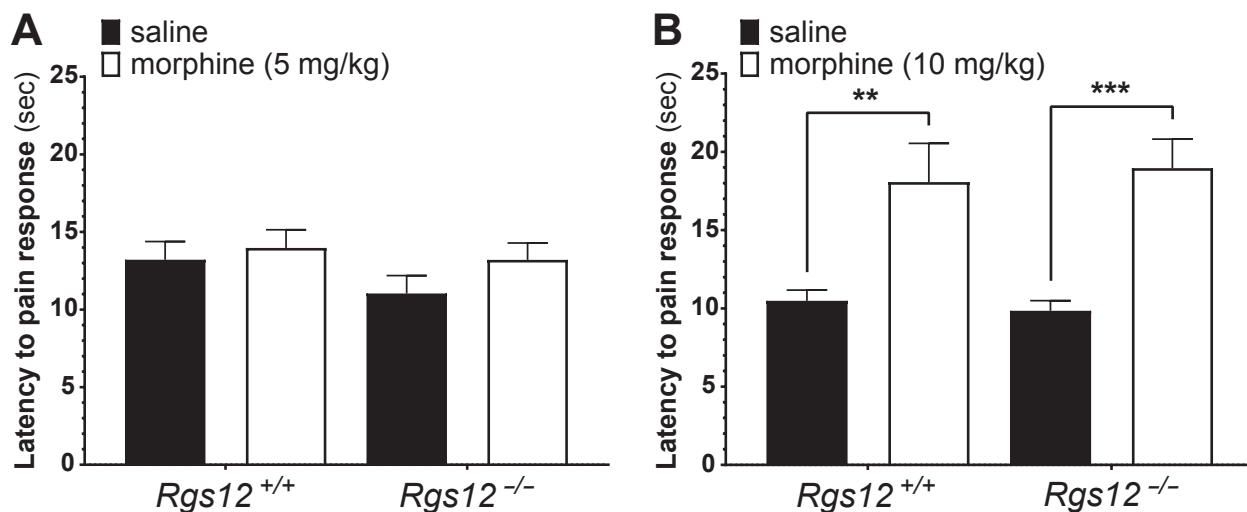 A
saline
morphine (5 mg/kg)
Latency to pain response (sec)
25
20
15
10
5
0
Rgs12 +/+
Rgs12 −/−
B
saline
morphine (10 mg/kg)
Latency to pain response (sec)
25
20
15
10
5
0
**
***
Rgs12 +/+
Rgs12 −/−